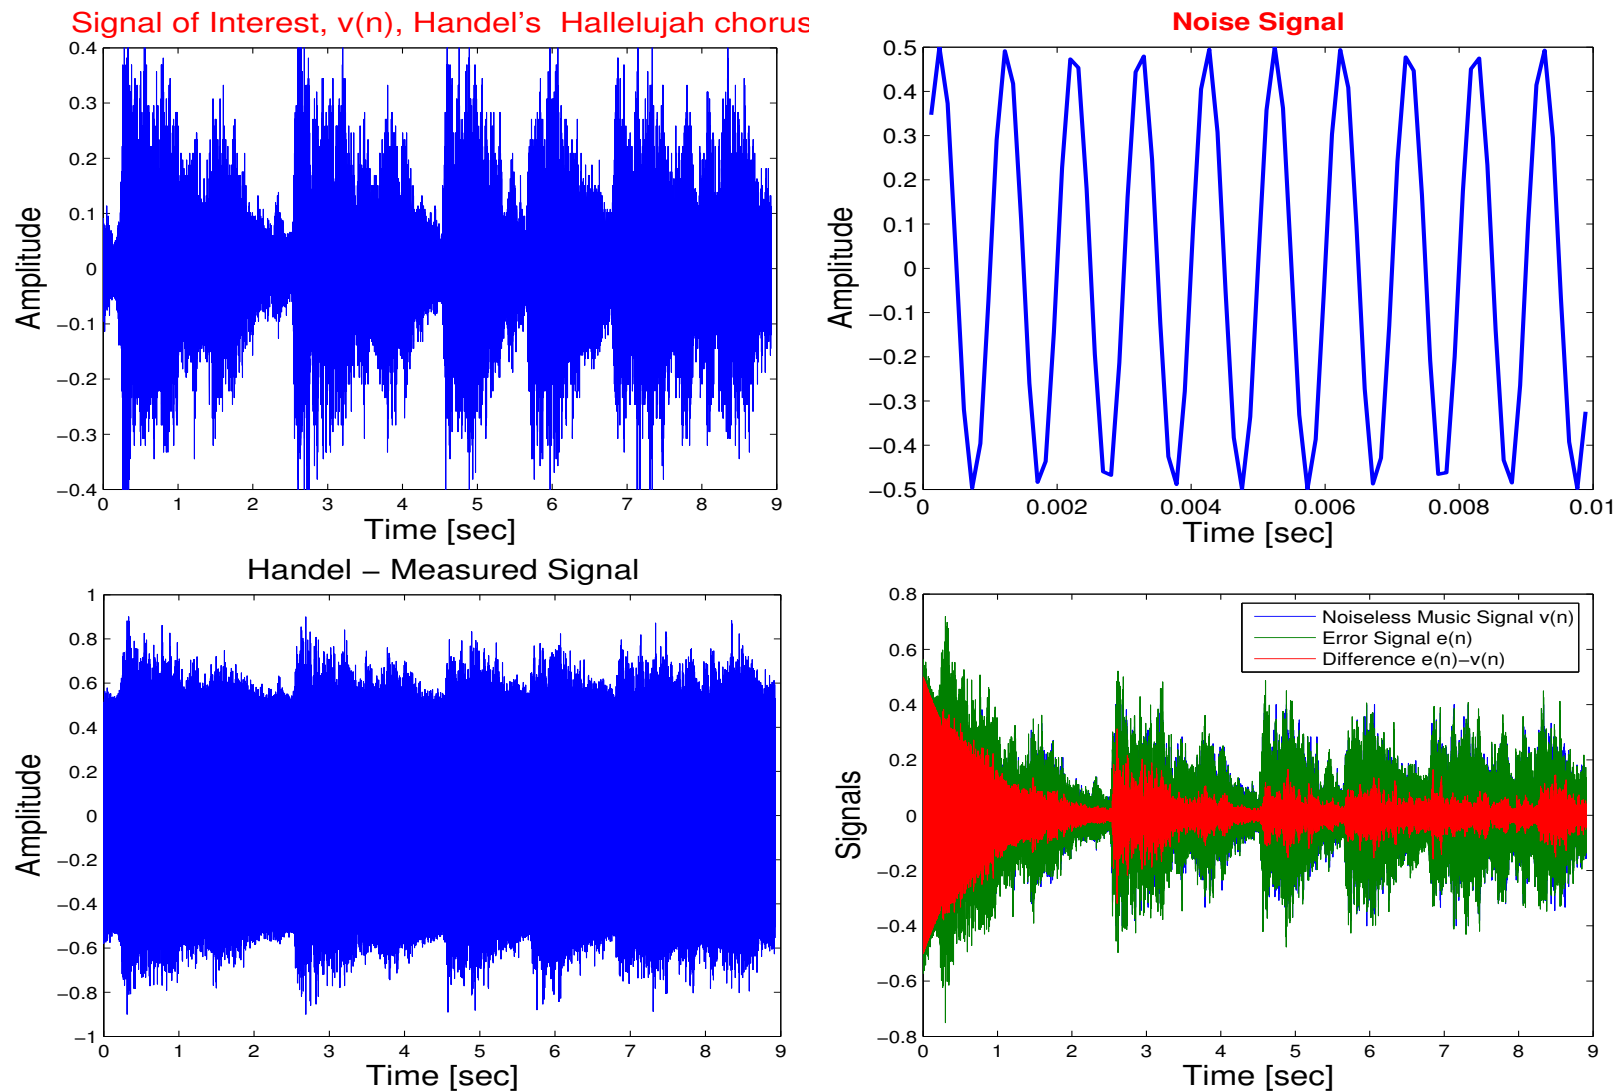 Signal of Interest, v(n), Handel's  Hallelujah chorus
0.4
0.3
0.2
0.1
0
−0.1
−0.2
−0.3
−0.4
Amplitude
0 1 2 3 4 5 6 7 8 9
Time [sec]
Noise Signal
0.5
0.4
0.3
0.2
0.1
0
−0.1
−0.2
−0.3
−0.4
−0.5
Amplitude
0 0.002 0.004 0.006 0.008 0.01
Time [sec]
Handel − Measured Signal
1
0.8
0.6
0.4
0.2
0
−0.2
−0.4
−0.6
−0.8
−1
Amplitude
0 1 2 3 4 5 6 7 8 9
Time [sec]
0.8
0.6
0.4
0.2
0
−0.2
−0.4
−0.6
−0.8
Signals
Noiseless Music Signal v(n)
Error Signal e(n)
Difference e(n)−v(n)
0 1 2 3 4 5 6 7 8 9
Time [sec]